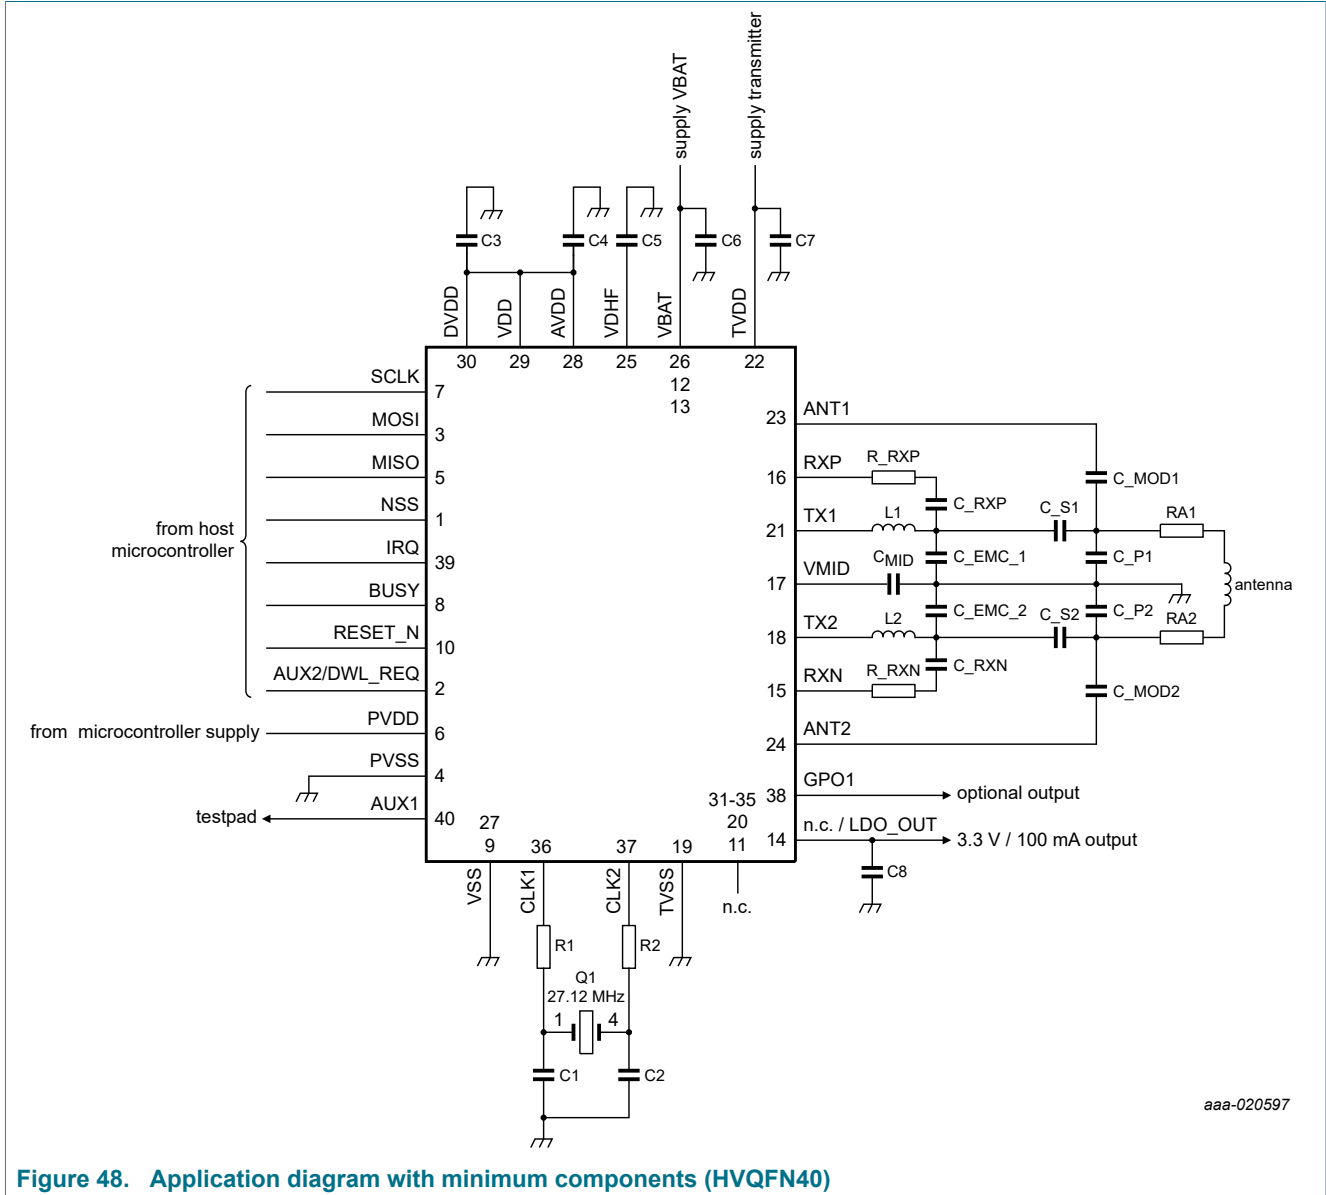 supply VBAT
supply transmitter
C3
C4
C5
C6
C7
DVDD
VDD
AVDD
VDHF
VBAT
TVDD
30
29
28
25
26
22
12
13
SCLK
7
MOSI
3
MISO
5
NSS
1
IRQ
39
BUSY
8
RESET_N
10
AUX2/DWL_REQ
2
from host
microcontroller
PVDD
from microcontroller supply
6
PVSS
4
AUX1
testpad
40
23
ANT1
16
RXP
R_RXP
C_RXP
C_MOD1
21
TX1
L1
C_S1
RA1
17
VMID
CMID
C_EMC_1
C_P1
antenna
18
TX2
L2
C_EMC_2
C_S2
C_P2
RA2
15
RXN
R_RXN
C_RXN
C_MOD2
24
ANT2
38
GPO1
optional output
14
n.c. / LDO_OUT
3.3 V / 100 mA output
C8
27
9
36
37
19
31-35
20
11
VSS
CLK1
CLK2
TVSS
n.c.
R1
R2
Q1
27.12 MHz
1
4
C1
C2
aaa-020597
Figure 48. Application diagram with minimum components (HVQFN40)